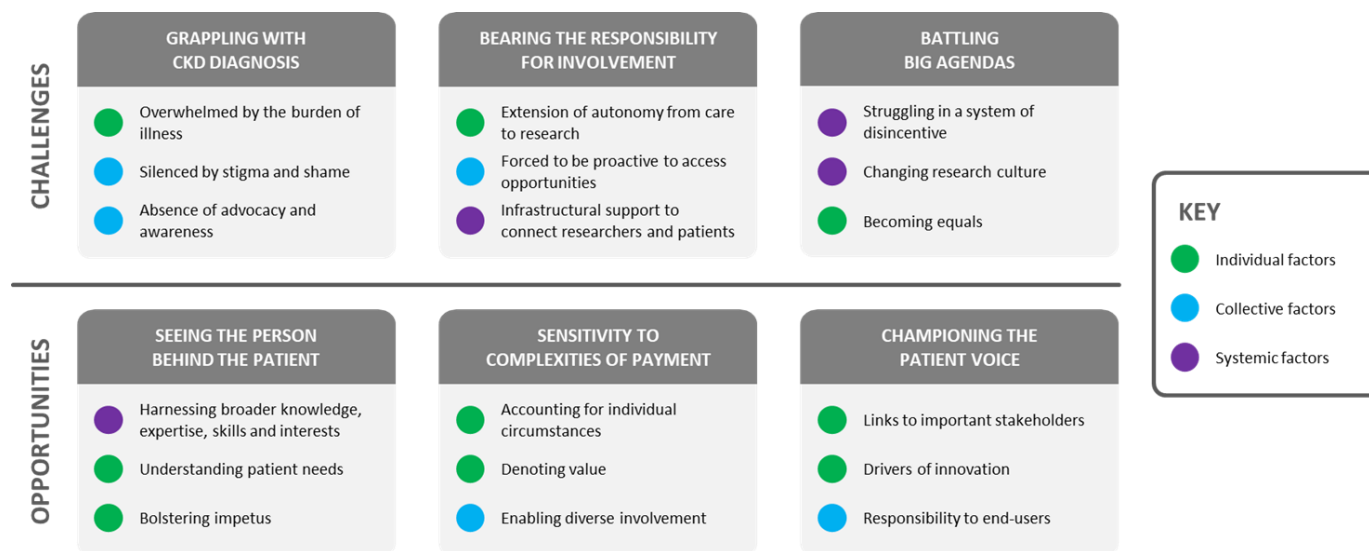 CHALLENGES
GRAPPLING WITH
CKD DIAGNOSIS
Overwhelmed by the burden of
illness
Silenced by stigma and shame
Absence of advocacy and
awareness
BEARING THE RESPONSIBILITY
FOR INVOLVEMENT
Extension of autonomy from care
to research
Forced to be proactive to access
opportunities
Infrastructural support to
connect researchers and patients
BATTLING
BIG AGENDAS
Struggling in a system of
disincentive
Changing research culture
Becoming equals
OPPORTUNITIES
SEEING THE PERSON
BEHIND THE PATIENT
Harnessing broader knowledge,
expertise, skills and interests
Understanding patient needs
Bolstering impetus
SENSITIVITY TO
COMPLEXITIES OF PAYMENT
Accounting for individual
circumstances
Denoting value
Enabling diverse involvement
CHAMPIONING THE
PATIENT VOICE
Links to important stakeholders
Drivers of innovation
Responsibility to end-users
KEY
Individual factors
Collective factors
Systemic factors